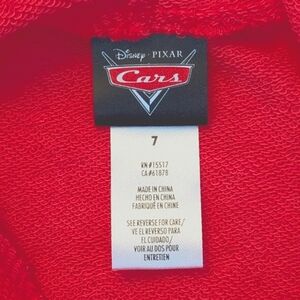 Disney · PIXAR
Cars
7
RN#15517
CA#61878
MADE IN CHINA
HECHO EN CHINA
FABRIQUÉ EN CHINE
SEE REVERSE FOR CARE/
VE EL REVERSO PARA
EL CUIDADO/
VOIR AU DOS POUR
ENTRETIEN